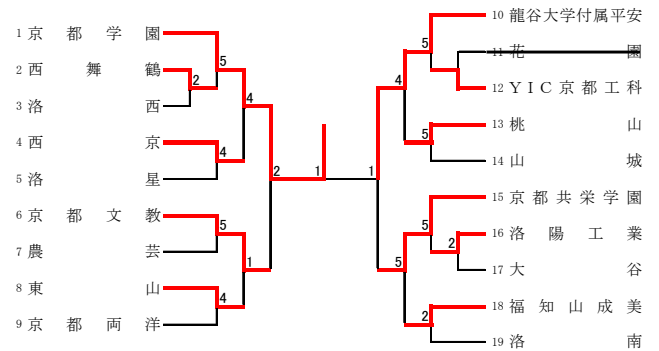 1 京都学園
2 西舞鶴
3 洛西
4 西京
5 洛星
6 京都文教
7 農芸
8 東山
9 京都両洋
5
2
4
4
2
5
1
4
1
1
5
4
5
5
2
5
2
10 龍谷大学付属平安
11 花園
12 YIC京都工科
13 桃山
14 山城
15 京都共栄学園
16 洛陽工業
17 大谷
18 福知山成美
19 洛南